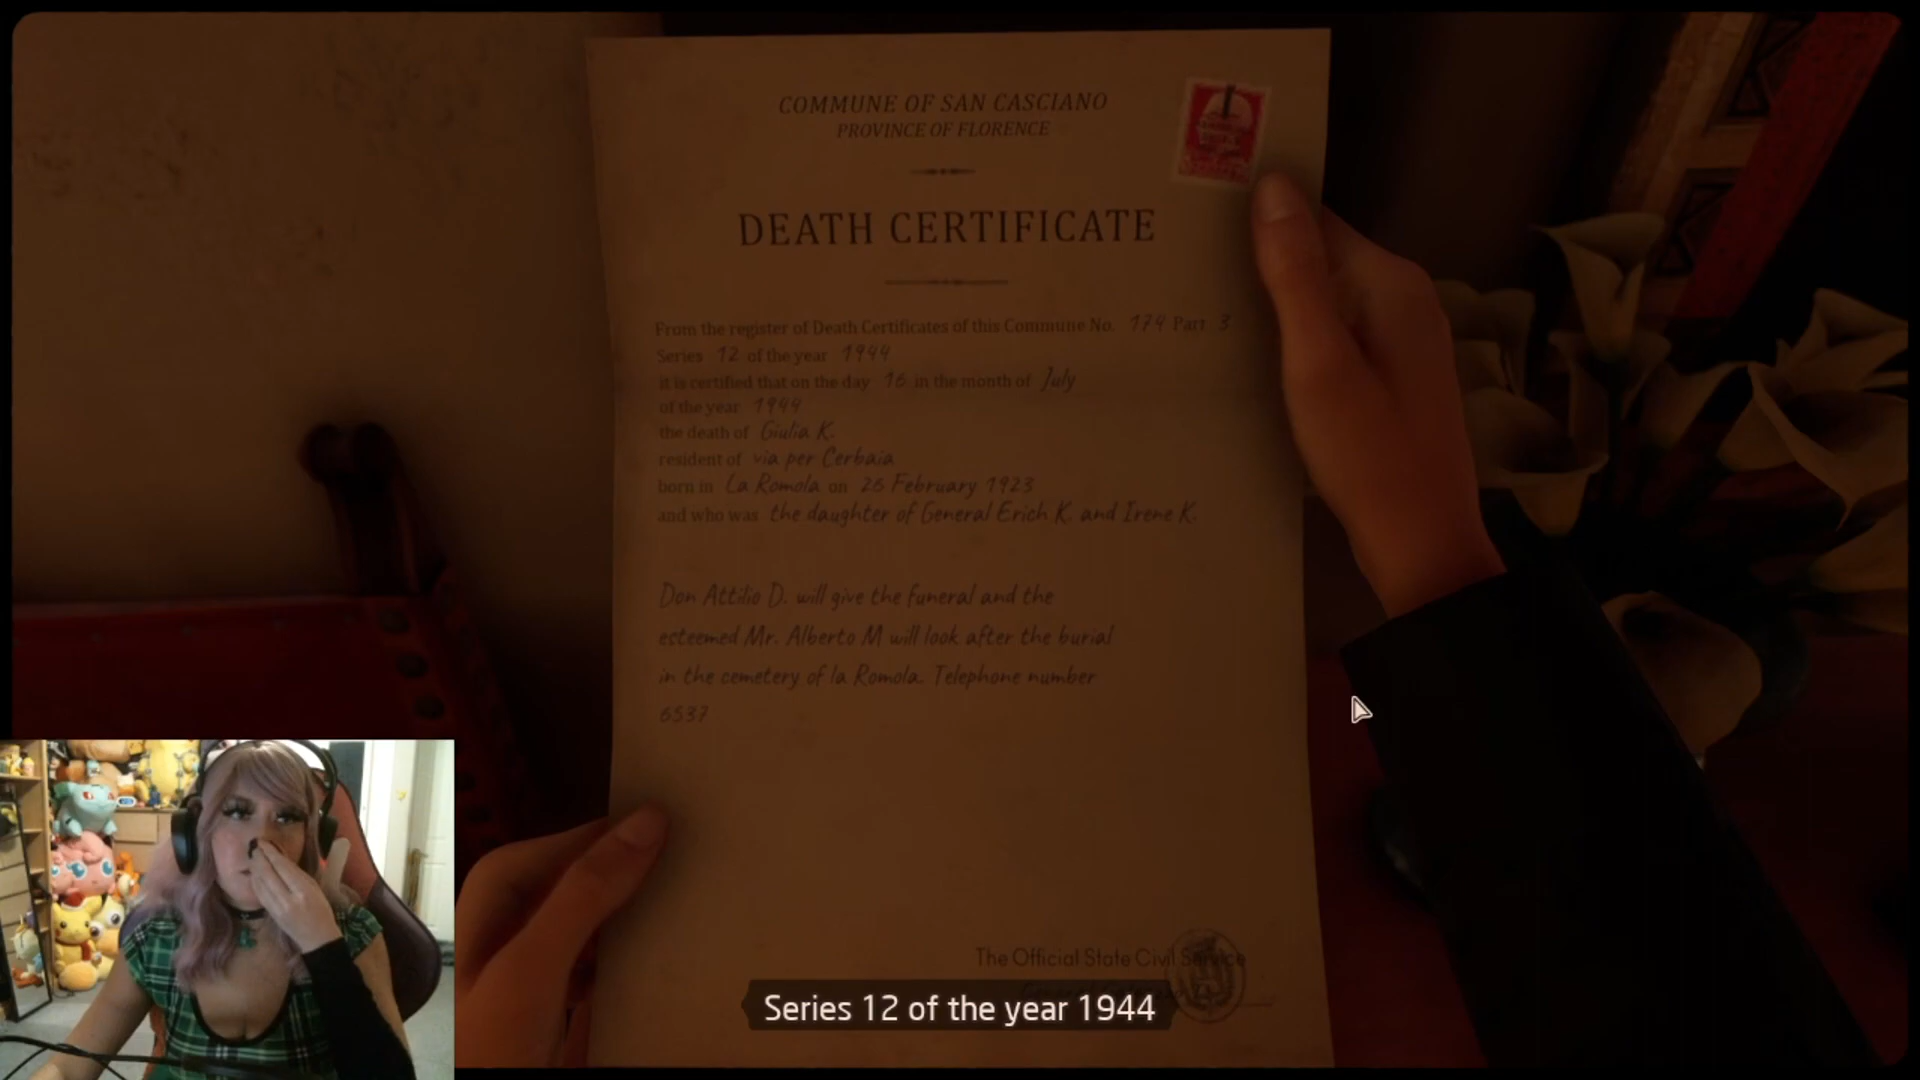 COMMUNE OF SAN CASCIANO
PROVINCE OF FLORENCE
DEATH CERTIFICATE
From the register of Death Certificates of this Commune No. 174 Part 3
Series 12 of the year 1944
it is certified that on the day 16 in the month of July
of the year 1944
the death of Giulia K.
resident of via per Cerbaia
born in La Romola on 26 February 1923
and who was the daughter of General Erich K. and Irene K.
Don Attilio D. will give the funeral and the
esteemed Mr. Alberto M will look after the burial
in the cemetery of la Romola. Telephone number
6537
The Official State Civil Service
Series 12 of the year 1944